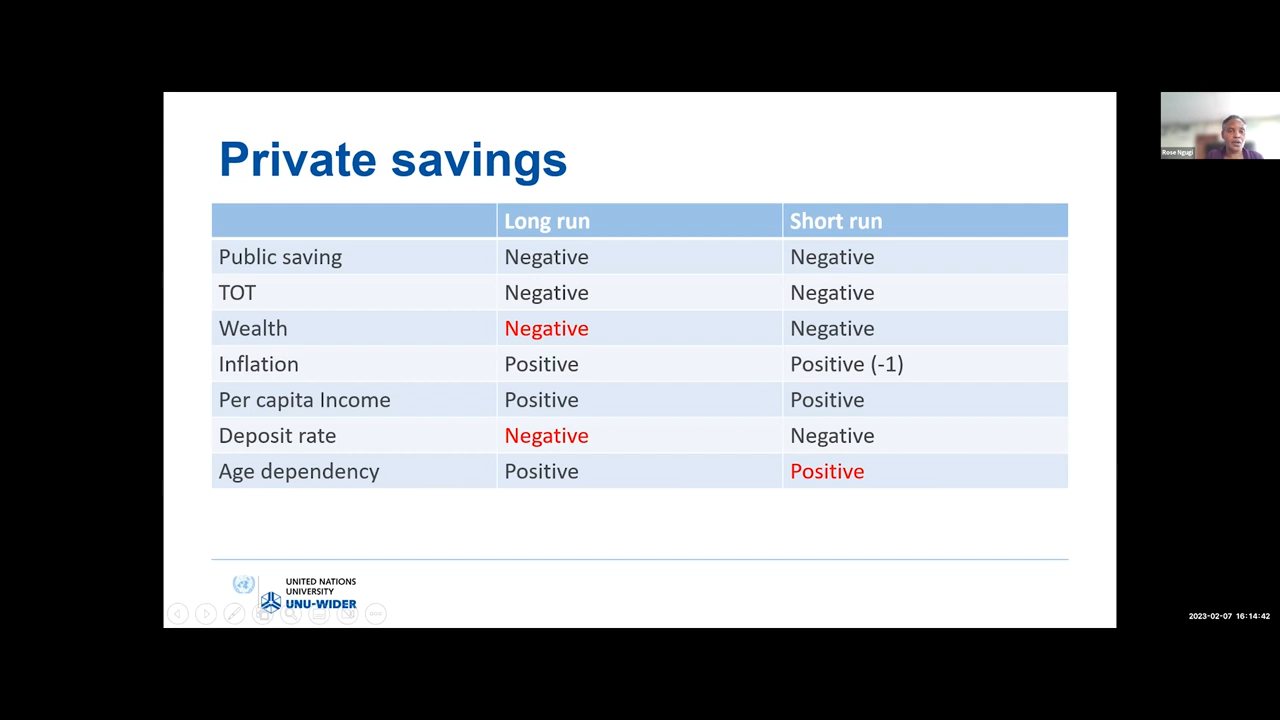 Private savings
Long run Short run
Public saving Negative Negative
TOT Negative Negative
Wealth Negative Negative
Inflation Positive Positive (-1)
Per capita Income Positive Positive
Deposit rate Negative Negative
Age dependency Positive Positive
UNITED NATIONS
UNIVERSITY
UNU-WIDER
Rose Ngugi
2023-02-07 16:14:42